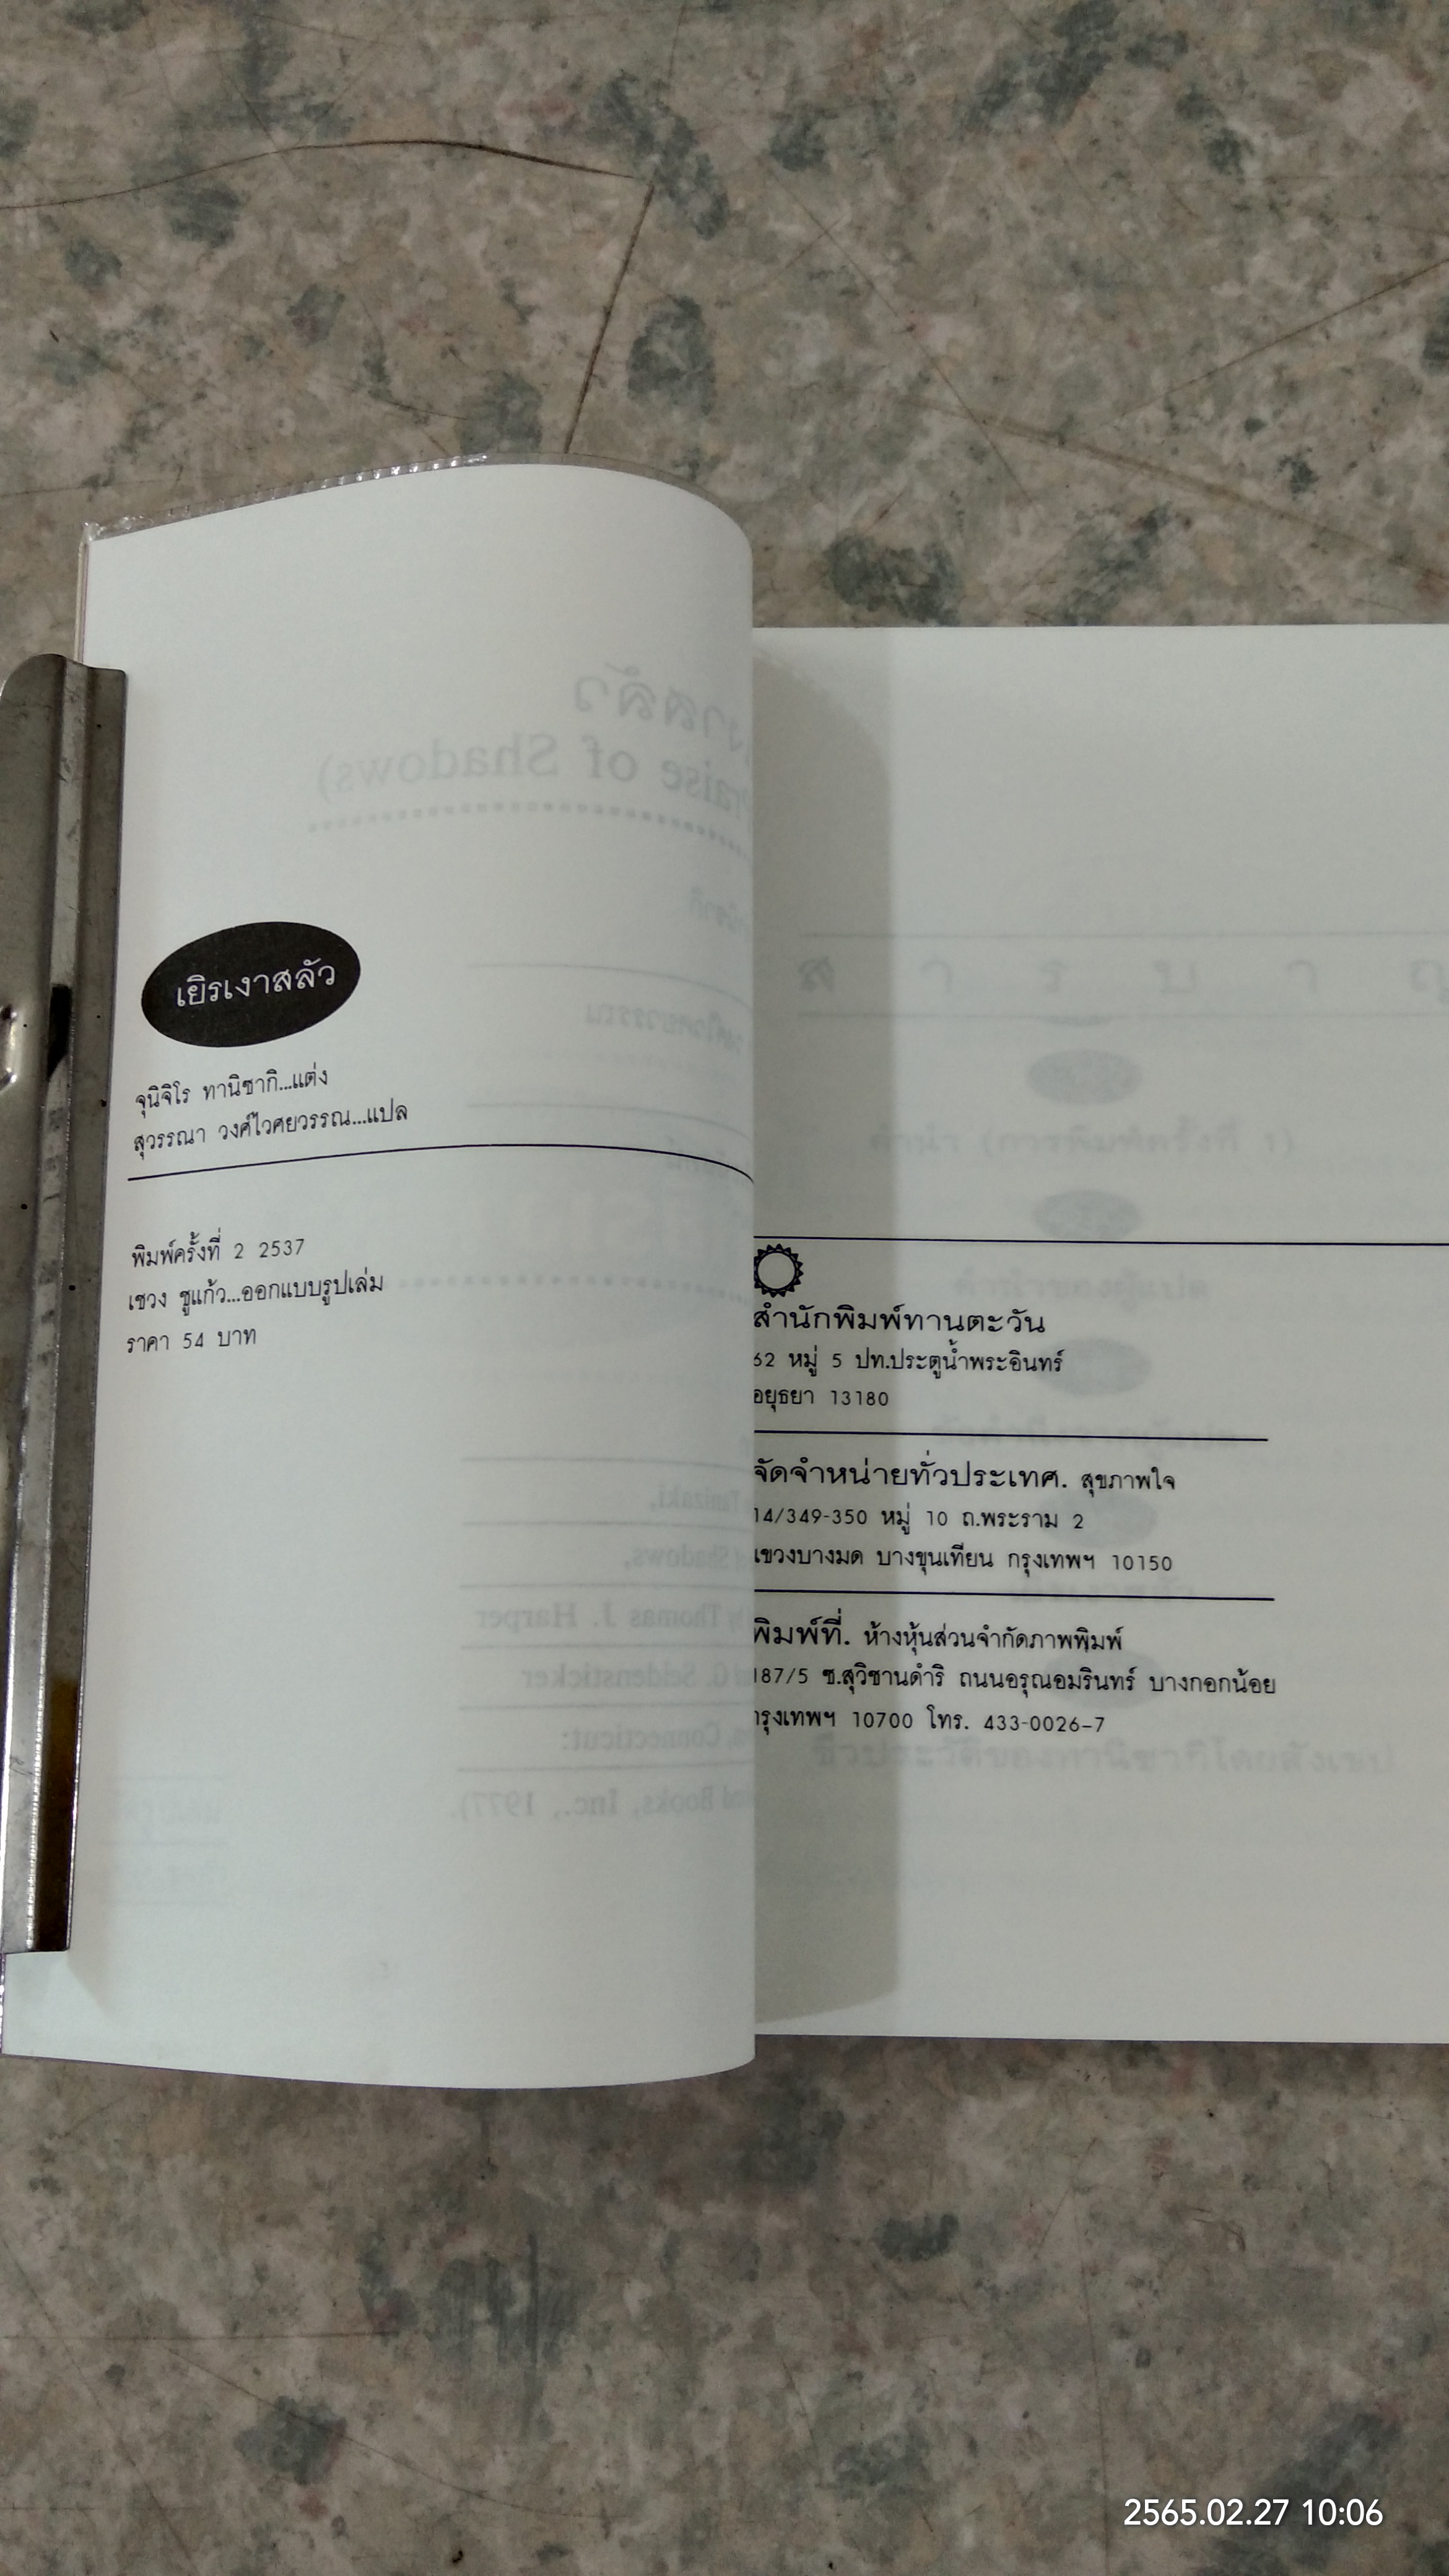 เยิรเงาสลัว
จุนิจิโร ทานิซากิ...แต่ง
สุวรรณา วงศ์ไวศยวรรณ...แปล
พิมพ์ครั้งที่ 2 2537
เชวง ชูแก้ว...ออกแบบรูปเล่ม
ราคา 54 บาท
สำนักพิมพ์ทานตะวัน
62 หมู่ 5 ปท.ประตูน้ำพระอินทร์
อยุธยา 13180
จัดจำหน่ายทั่วประเทศ. สุขภาพใจ
14/349-350 หมู่ 10 ถ.พระราม 2
แขวงบางมด บางขุนเทียน กรุงเทพฯ 10150
พิมพ์ที่. ห้างหุ้นส่วนจำกัดภาพพิมพ์
187/5 ซ.สุวิชานดำริ ถนนอรุณอมรินทร์ บางกอกน้อย
กรุงเทพฯ 10700 โทร. 433-0026-7
2565.02.27 10:06